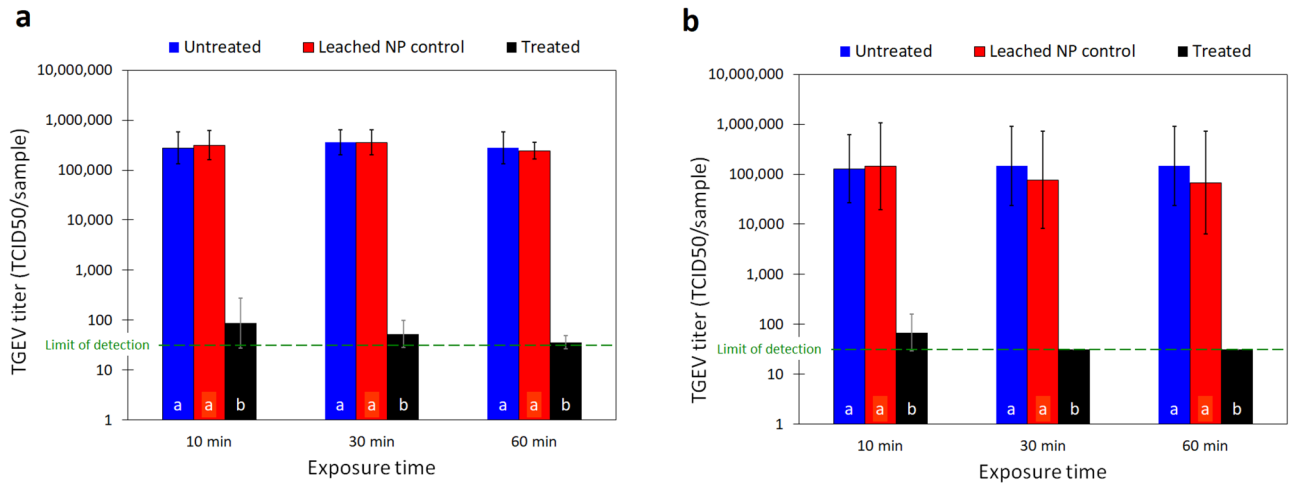 a
Untreated Leached NP control Treated
10,000,000
1,000,000
100,000
10,000
1,000
100
10
1
TGEV titer (TCID50/sample)
Limit of detection
a a b a a b a a b
10 min 30 min 60 min
Exposure time
b
Untreated Leached NP control Treated
10,000,000
1,000,000
100,000
10,000
1,000
100
10
1
TGEV titer (TCID50/sample)
Limit of detection
a a b a a b a a b
10 min 30 min 60 min
Exposure time